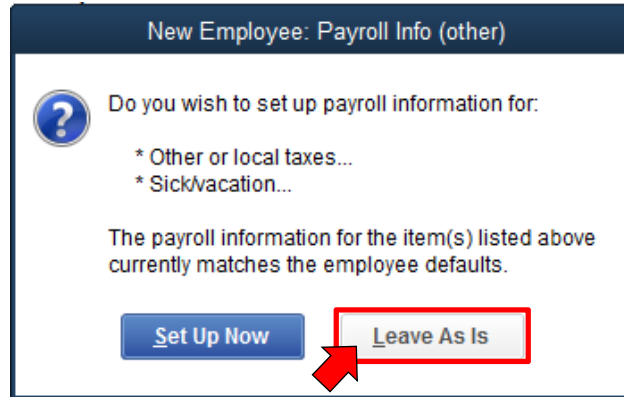 New Employee: Payroll Info (other)
?
Do you wish to set up payroll information for:
* Other or local taxes...
* Sick/vacation...
The payroll information for the item(s) listed above
currently matches the employee defaults.
Set Up Now
Leave As Is